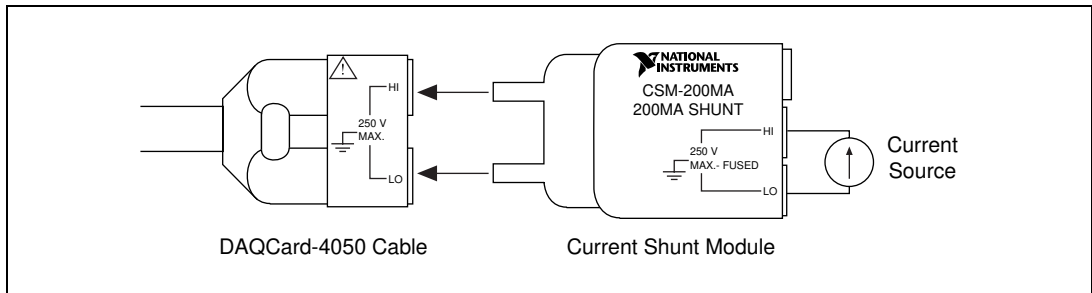 HI
250 V
MAX.
LO
DAQCard-4050 Cable
NATIONAL
INSTRUMENTS
CSM-200MA
200MA SHUNT
HI
250 V
MAX.- FUSED
LO
Current Shunt Module
Current
Source